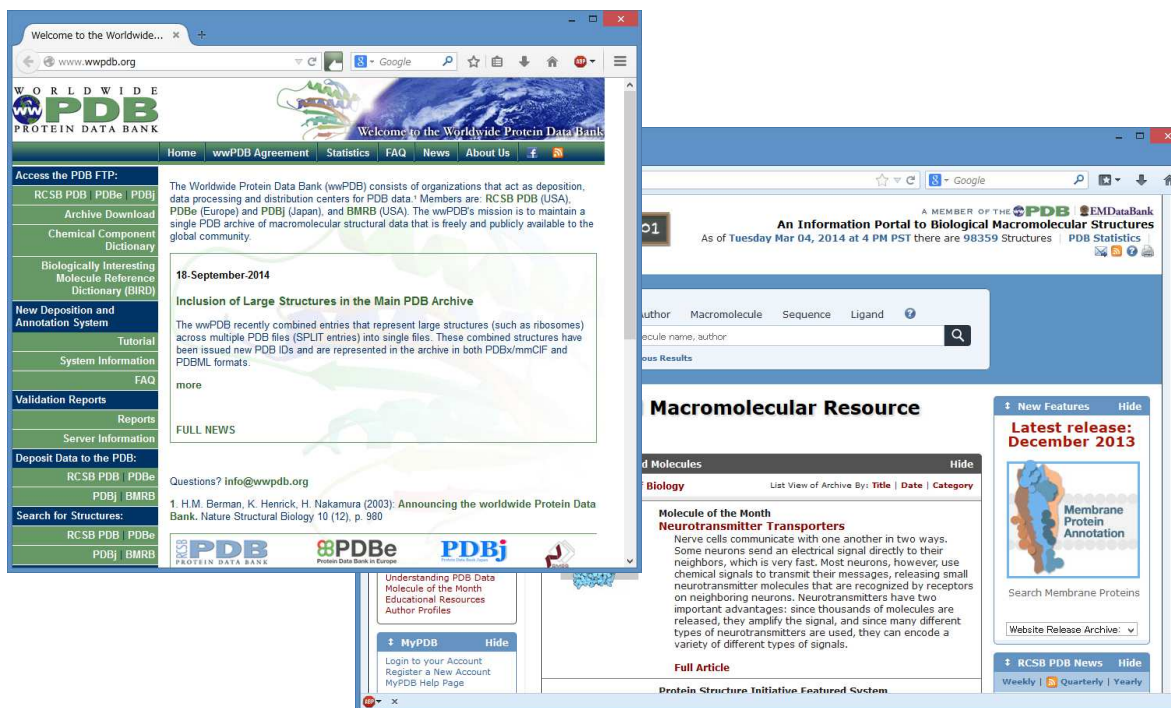 Welcome to the Worldwide...
www.wwpdb.org
Google
WORLDWIDE
ww PDB
PROTEIN DATA BANK
Welcome to the Worldwide Protein Data Bank
Home wwPDB Agreement Statistics FAQ News About Us
Access the PDB FTP:
RCSB PDB | PDBe | PDBj
Archive Download
Chemical Component
Dictionary
Biologically Interesting
Molecule Reference
Dictionary (BIRD)
New Deposition and
Annotation System
Tutorial
System Information
FAQ
Validation Reports
Reports
Server Information
Deposit Data to the PDB:
RCSB PDB | PDBe
PDBj | BMRB
Search for Structures:
RCSB PDB | PDBe
PDBj | BMRB
The Worldwide Protein Data Bank (wwPDB) consists of organizations that act as deposition,
data processing and distribution centers for PDB data.¹ Members are: RCSB PDB (USA),
PDBe (Europe) and PDBj (Japan), and BMRB (USA). The wwPDB's mission is to maintain a
single PDB archive of macromolecular structural data that is freely and publicly available to the
global community.
18-September-2014
Inclusion of Large Structures in the Main PDB Archive
The wwPDB recently combined entries that represent large structures (such as ribosomes)
across multiple PDB files (SPLIT entries) into single files. These combined structures have
been issued new PDB IDs and are represented in the archive in both PDBx/mmCIF and
PDBML formats.
more
FULL NEWS
Questions? info@wwpdb.org
1. H.M. Berman, K. Henrick, H. Nakamura (2003): Announcing the worldwide Protein Data
Bank. Nature Structural Biology 10 (12), p. 980
RCSB PDB
PROTEIN DATA BANK
PDBe
Protein Data Bank in Europe
PDBj
Google
A MEMBER OF THE PDB | EMDataBank
An Information Portal to Biological Macromolecular Structures
As of Tuesday Mar 04, 2014 at 4 PM PST there are 98359 Structures | PDB Statistics |
Author Macromolecule Sequence Ligand
cule name, author
ous Results
Macromolecular Resource
d Molecules Hide
f Biology List View of Archive By: Title | Date | Category
Molecule of the Month
Neurotransmitter Transporters
Nerve cells communicate with one another in two ways.
Some neurons send an electrical signal directly to their
neighbors, which is very fast. Most neurons, however, use
chemical signals to transmit their messages, releasing small
neurotransmitter molecules that are recognized by receptors
on neighboring neurons. Neurotransmitters have two
important advantages: since thousands of molecules are
released, they amplify the signal, and since many different
types of neurotransmitters are used, they can encode a
variety of different types of signals.
Full Article
Protein Structure Initiative Featured System
Understanding PDB Data
Molecule of the Month
Educational Resources
Author Profiles
MyPDB Hide
Login to your Account
Register a New Account
MyPDB Help Page
New Features Hide
Latest release:
December 2013
Membrane
Protein
Annotation
Search Membrane Proteins
Website Release Archive:
RCSB PDB News Hide
Weekly | Quarterly | Yearly